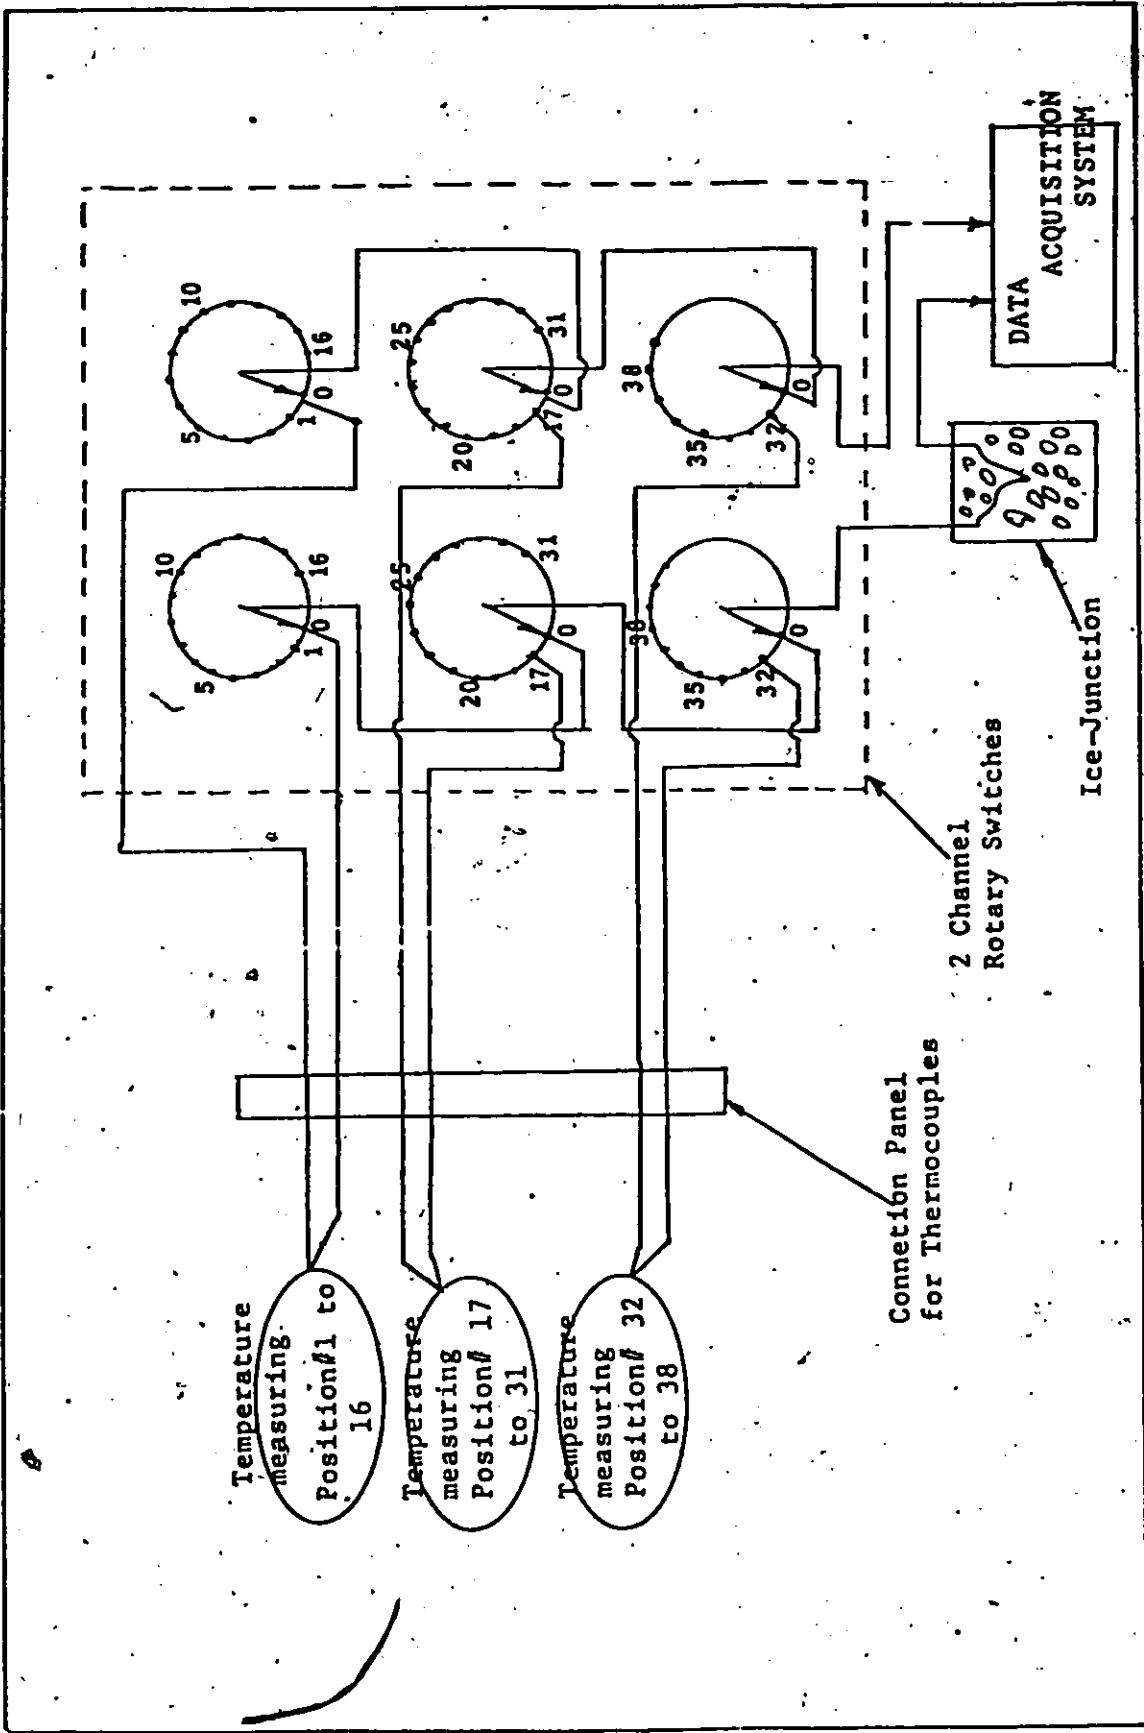 Temperature
measuring
Position#1 to
16
Temperature
measuring
Position# 17
to 31
Temperature
measuring
Position# 32
to 38
Connetion Panel
for Thermocouples
2 Channel
Rotary Switches
Ice-Junction
DATA
ACQUISITION
SYSTEM
5
10
16
1
0
5
10
16
1
0
20
25
31
17
0
20
25
31
17
0
35
38
32
0
35
38
32
0